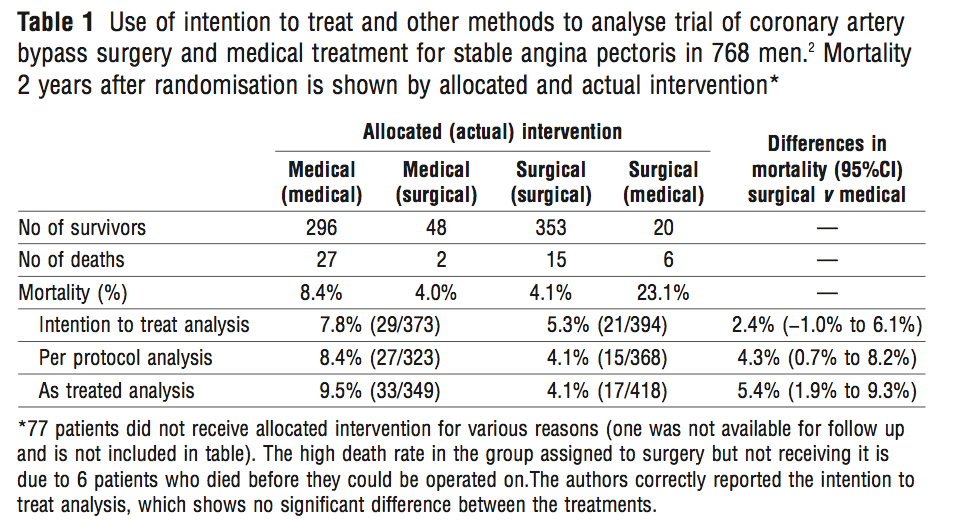 Table 1 Use of intention to treat and other methods to analyse trial of coronary artery
bypass surgery and medical treatment for stable angina pectoris in 768 men.2 Mortality
2 years after randomisation is shown by allocated and actual intervention*
Allocated (actual) intervention Differences in
mortality (95%CI)
surgical v medical
Medical Medical Surgical Surgical
(medical) (surgical) (surgical) (medical)
No of survivors 296 48 353 20 —
No of deaths 27 2 15 6 —
Mortality (%) 8.4% 4.0% 4.1% 23.1% —
Intention to treat analysis 7.8% (29/373) 5.3% (21/394) 2.4% (−1.0% to 6.1%)
Per protocol analysis 8.4% (27/323) 4.1% (15/368) 4.3% (0.7% to 8.2%)
As treated analysis 9.5% (33/349) 4.1% (17/418) 5.4% (1.9% to 9.3%)
*77 patients did not receive allocated intervention for various reasons (one was not available for follow up
and is not included in table). The high death rate in the group assigned to surgery but not receiving it is
due to 6 patients who died before they could be operated on.The authors correctly reported the intention to
treat analysis, which shows no significant difference between the treatments.